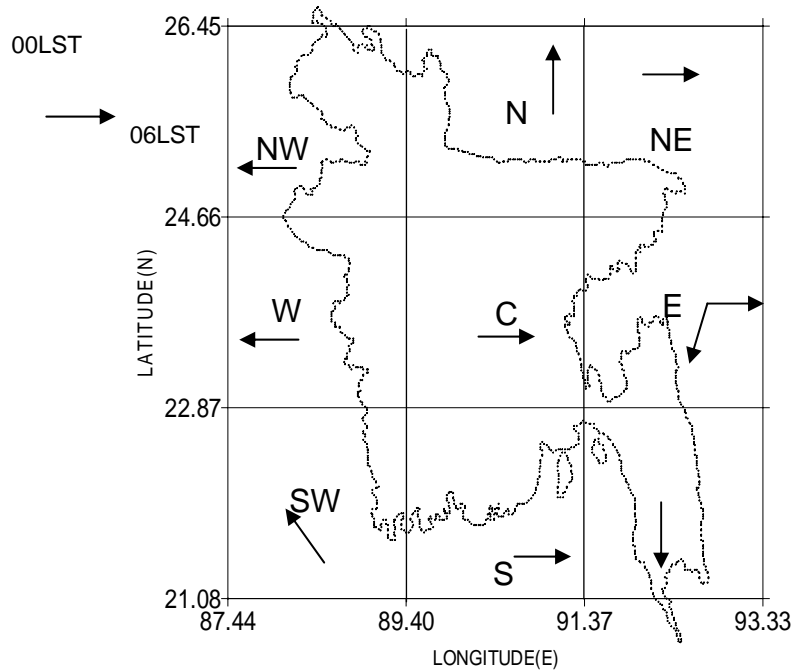 26.45
00LST
N
06LST
NE
NW
24.66
LATITUDE(N)
W
C
E
22.87
SW
S
21.08
87.44 89.40 91.37 93.33
LONGITUDE(E)